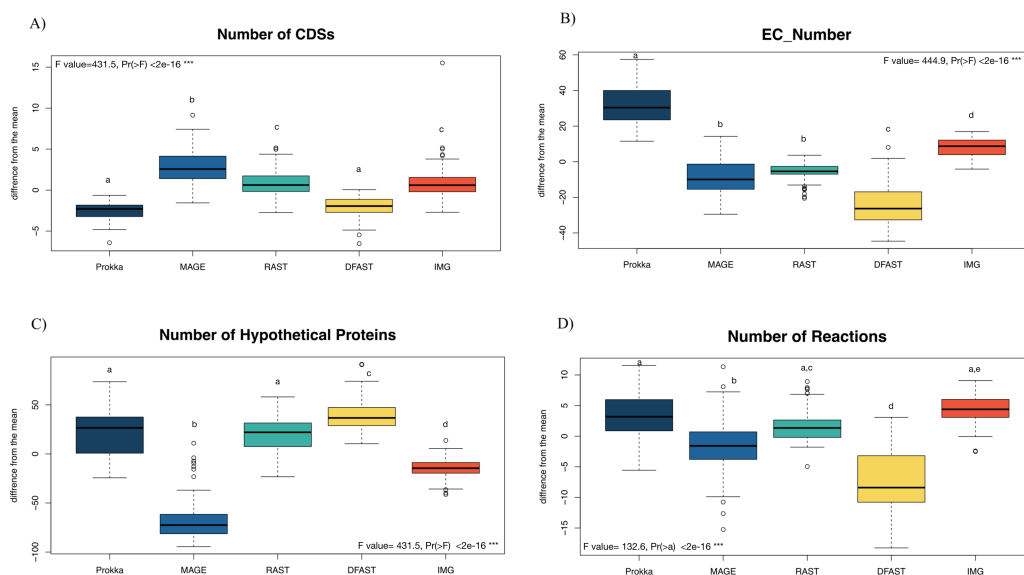 A)
Number of CDSs
F value=431.5, Pr(>F) <2e-16 ***
diffrence from the mean
15
10
5
0
−5
a
b
c
a
c
Prokka MAGE RAST DFAST IMG
B)
EC_Number
F value= 444.9, Pr(>F) <2e-16 ***
diffrence from the mean
60
40
20
0
−20
−40
a
b
b
c
d
Prokka MAGE RAST DFAST IMG
C)
Number of Hypothetical Proteins
diffrence from the mean
50
0
−50
−100
a
b
a
c
d
F value= 431.5, Pr(>F) <2e-16 ***
Prokka MAGE RAST DFAST IMG
D)
Number of Reactions
diffrence from the mean
10
5
0
−5
−10
−15
a
b
a,c
d
a,e
F value= 132.6, Pr(>a) <2e-16 ***
Prokka MAGE RAST DFAST IMG